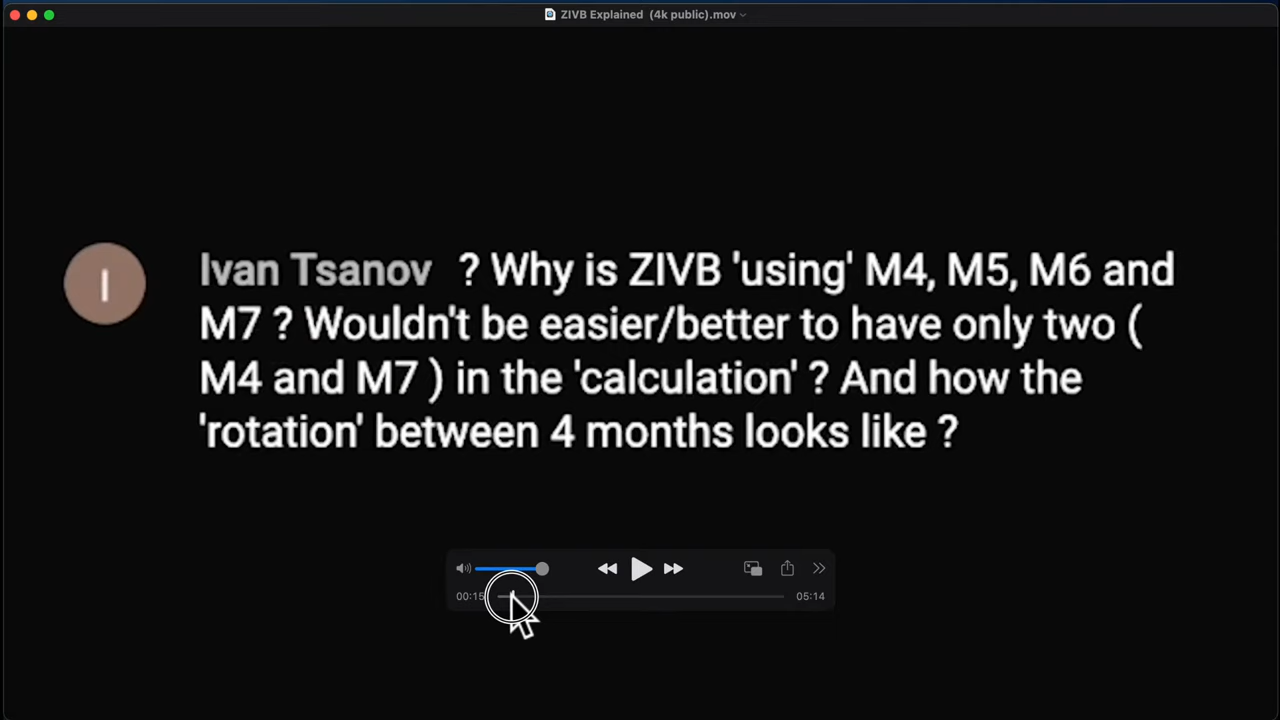 ZIVB Explained (4k public).mov
I
Ivan Tsanov ? Why is ZIVB 'using' M4, M5, M6 and
M7 ? Wouldn't be easier/better to have only two (
M4 and M7 ) in the 'calculation' ? And how the
'rotation' between 4 months looks like ?
00:15
05:14